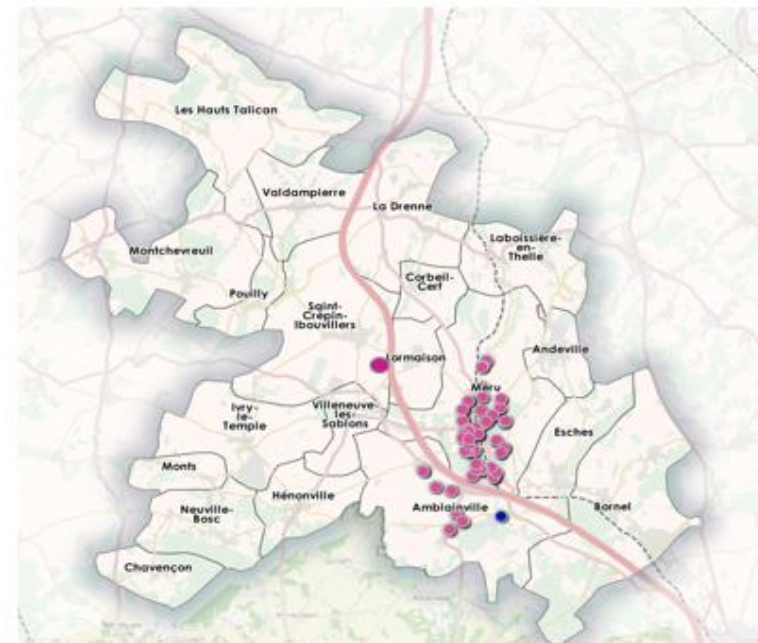 Les Hauts Talican
Valdampierre
La Drenne
Laboissière-
en-
Thelle
Montchevreuil
Corbeil-
Cerf
Pouilly
Saint-
Crépin-
Ibouvillers
Andeville
Lormaison
Méru
Ivry-
le-
Temple
Villeneuve-
les-
Sablons
Esches
Monts
Hénonville
Neuville-
Bosc
Amblainville
Bornel
Chavençon